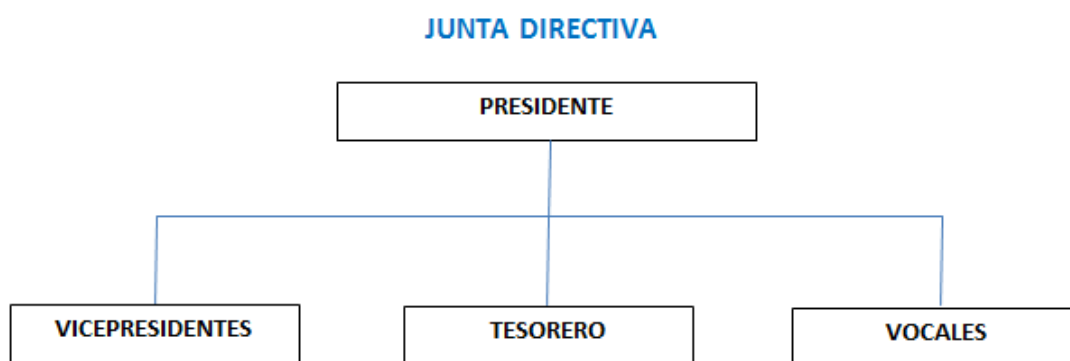 JUNTA DIRECTIVA
PRESIDENTE
VICEPRESIDENTES
TESORERO
VOCALES